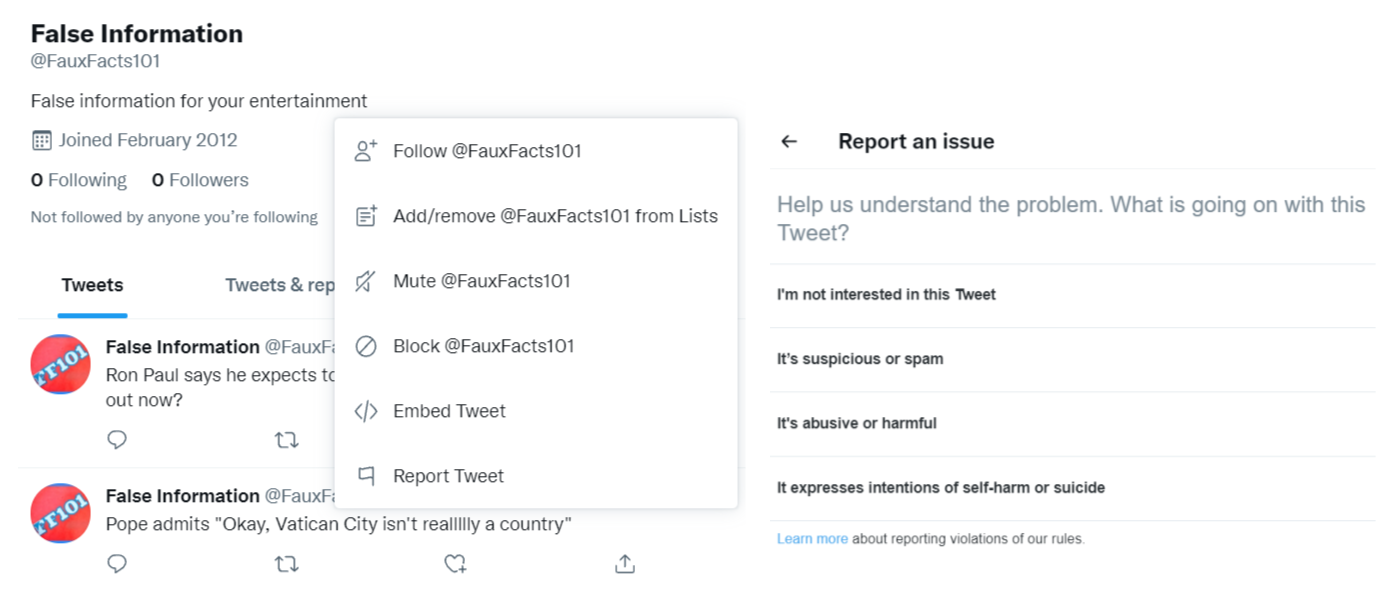 False Information
@FauxFacts101
False information for your entertainment
Joined February 2012
0 Following 0 Followers
Not followed by anyone you’re following
Tweets Tweets & rep
False Information @FauxFa
Ron Paul says he expects to
out now?
TF101
False Information @FauxFa
Pope admits "Okay, Vatican City isn't reallllly a country"
TF101
Follow @FauxFacts101
Add/remove @FauxFacts101 from Lists
Mute @FauxFacts101
Block @FauxFacts101
Embed Tweet
Report Tweet
Report an issue
Help us understand the problem. What is going on with this
Tweet?
I'm not interested in this Tweet
It's suspicious or spam
It's abusive or harmful
It expresses intentions of self-harm or suicide
Learn more about reporting violations of our rules.